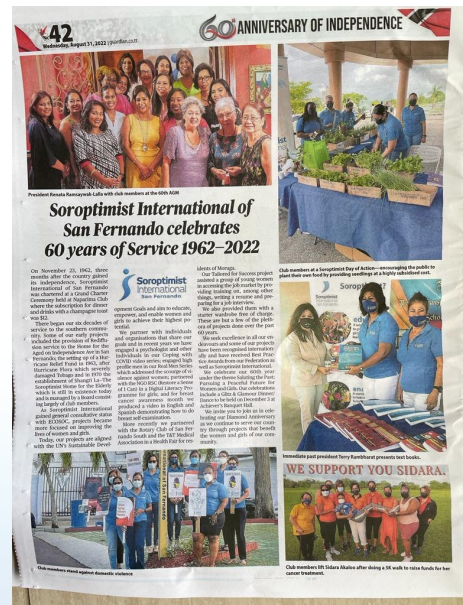 42
Wednesday, August 31, 2022 | guardian.co.tt
60 ANNIVERSARY OF INDEPENDENCE
President Renata Ramsaywak-Lalla with club members at the 60th AGM
Soroptimist International of
San Fernando celebrates
60 years of Service 1962–2022
On November 23, 1962, three
months after the country gained
its independence, Soroptimist
International of San Fernando
was chartered at a Grand Charter
Ceremony held at Naparima Club
where the subscription for dinner
and drinks with a champagne toast
was $12.
There began our six decades of
service to the southern commu-
nity. Some of our early projects
included the provision of Rediffu-
sion service to the Home for the
Aged on Independence Ave in San
Fernando, the setting up of a Hur-
ricane Relief Fund in 1963, after
Hurricane Flora which severely
damaged Tobago and in 1970 the
establishment of Shangri La-The
Soroptimist Home for the Elderly
which is still in existence today
and is managed by a Board consist-
ing largely of club members.
As Soroptimist International
gained general consultative status
with ECOSOC, projects became
more focused on improving the
lives of women and girls.
Today, our projects are aligned
with the UN's Sustainable Devel-
Soroptimist
International
San Fernando
opment Goals and aim to educate,
empower, and enable women and
girls to achieve their highest po-
tential.
We partner with individuals
and organisations that share our
goals and in recent years we have
engaged a psychologist and other
individuals in our Coping with
COVID video series; engaged high
profile men in our Real Men Series
which addressed the scourge of vi-
olence against women; partnered
with the NGO RSC (Restore a Sense
of I Can) in a Digital Literacy Pro-
gramme for girls, and for breast
cancer awareness month we
produced a video in English and
Spanish demonstrating how to do
breast self examination.
More recently we partnered
with the Rotary Club of San Fer-
nando South and the T&T Medical
Association in a Health Fair for res-
idents of Moruga.
Our Tailored for Success project
assisted a group of young women
in accessing the job market by pro-
viding training on, among other
things, writing a resume and pre-
paring for a job interview.
We also provided them with a
starter wardrobe free of charge.
These are but a few of the pleth-
ora of projects done over the past
60 years.
We seek excellence in all our en-
deavours and some of our projects
have been recognised internation-
ally and have received Best Prac-
tice Awards from our Federation as
well as Soroptimist International.
We celebrate our 60th year
under the theme Saluting the Past,
Pursuing a Peaceful Future for
Women and Girls. Our celebrations
include a Glitz & Glamour Dinner/
Dance to be held on December 2 at
Achiever's Banquet Hall.
We invite you to join us in cele-
brating our Diamond Anniversary
as we continue to serve our coun-
try through projects that benefit
the women and girls of our com-
munity.
Club members at a Soroptimist Day of Action—encouraging the public to
plant their own food by providing seedlings at a highly subsidised cost.
Immediate past president Terry Rambharat presents text books.
Club members stand against domestic violence
WE SUPPORT YOU SIDARA.
Club members lift Sidara Akaloo after doing a 5K walk to raise funds for her
cancer treatment.